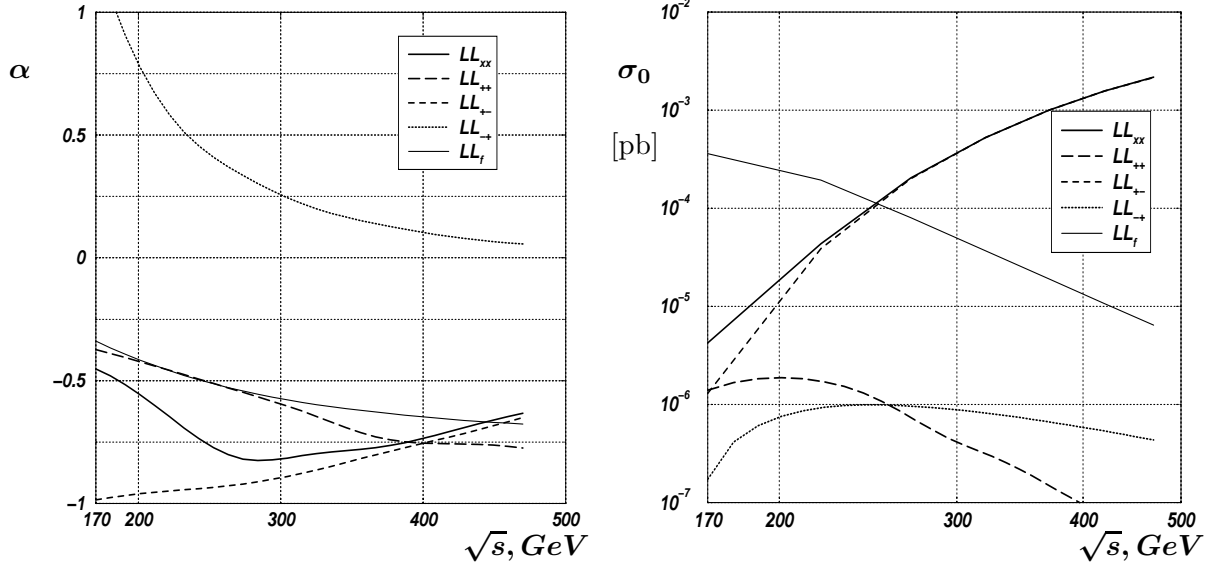 α
1
0.5
0
−0.5
−1
170 200 300 400 500
√s, GeV
LL_xx
LL_++
LL_+−
LL_−+
LL_f
σ₀
[pb]
10⁻²
10⁻³
10⁻⁴
10⁻⁵
10⁻⁶
10⁻⁷
170 200 300 400 500
√s, GeV
LL_xx
LL_++
LL_+−
LL_−+
LL_f